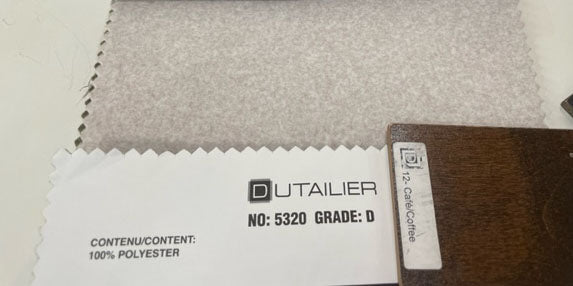 DUTAILIER
NO: 5320 GRADE: D
CONTENU/CONTENT:
100% POLYESTER
12- Café/Coffee